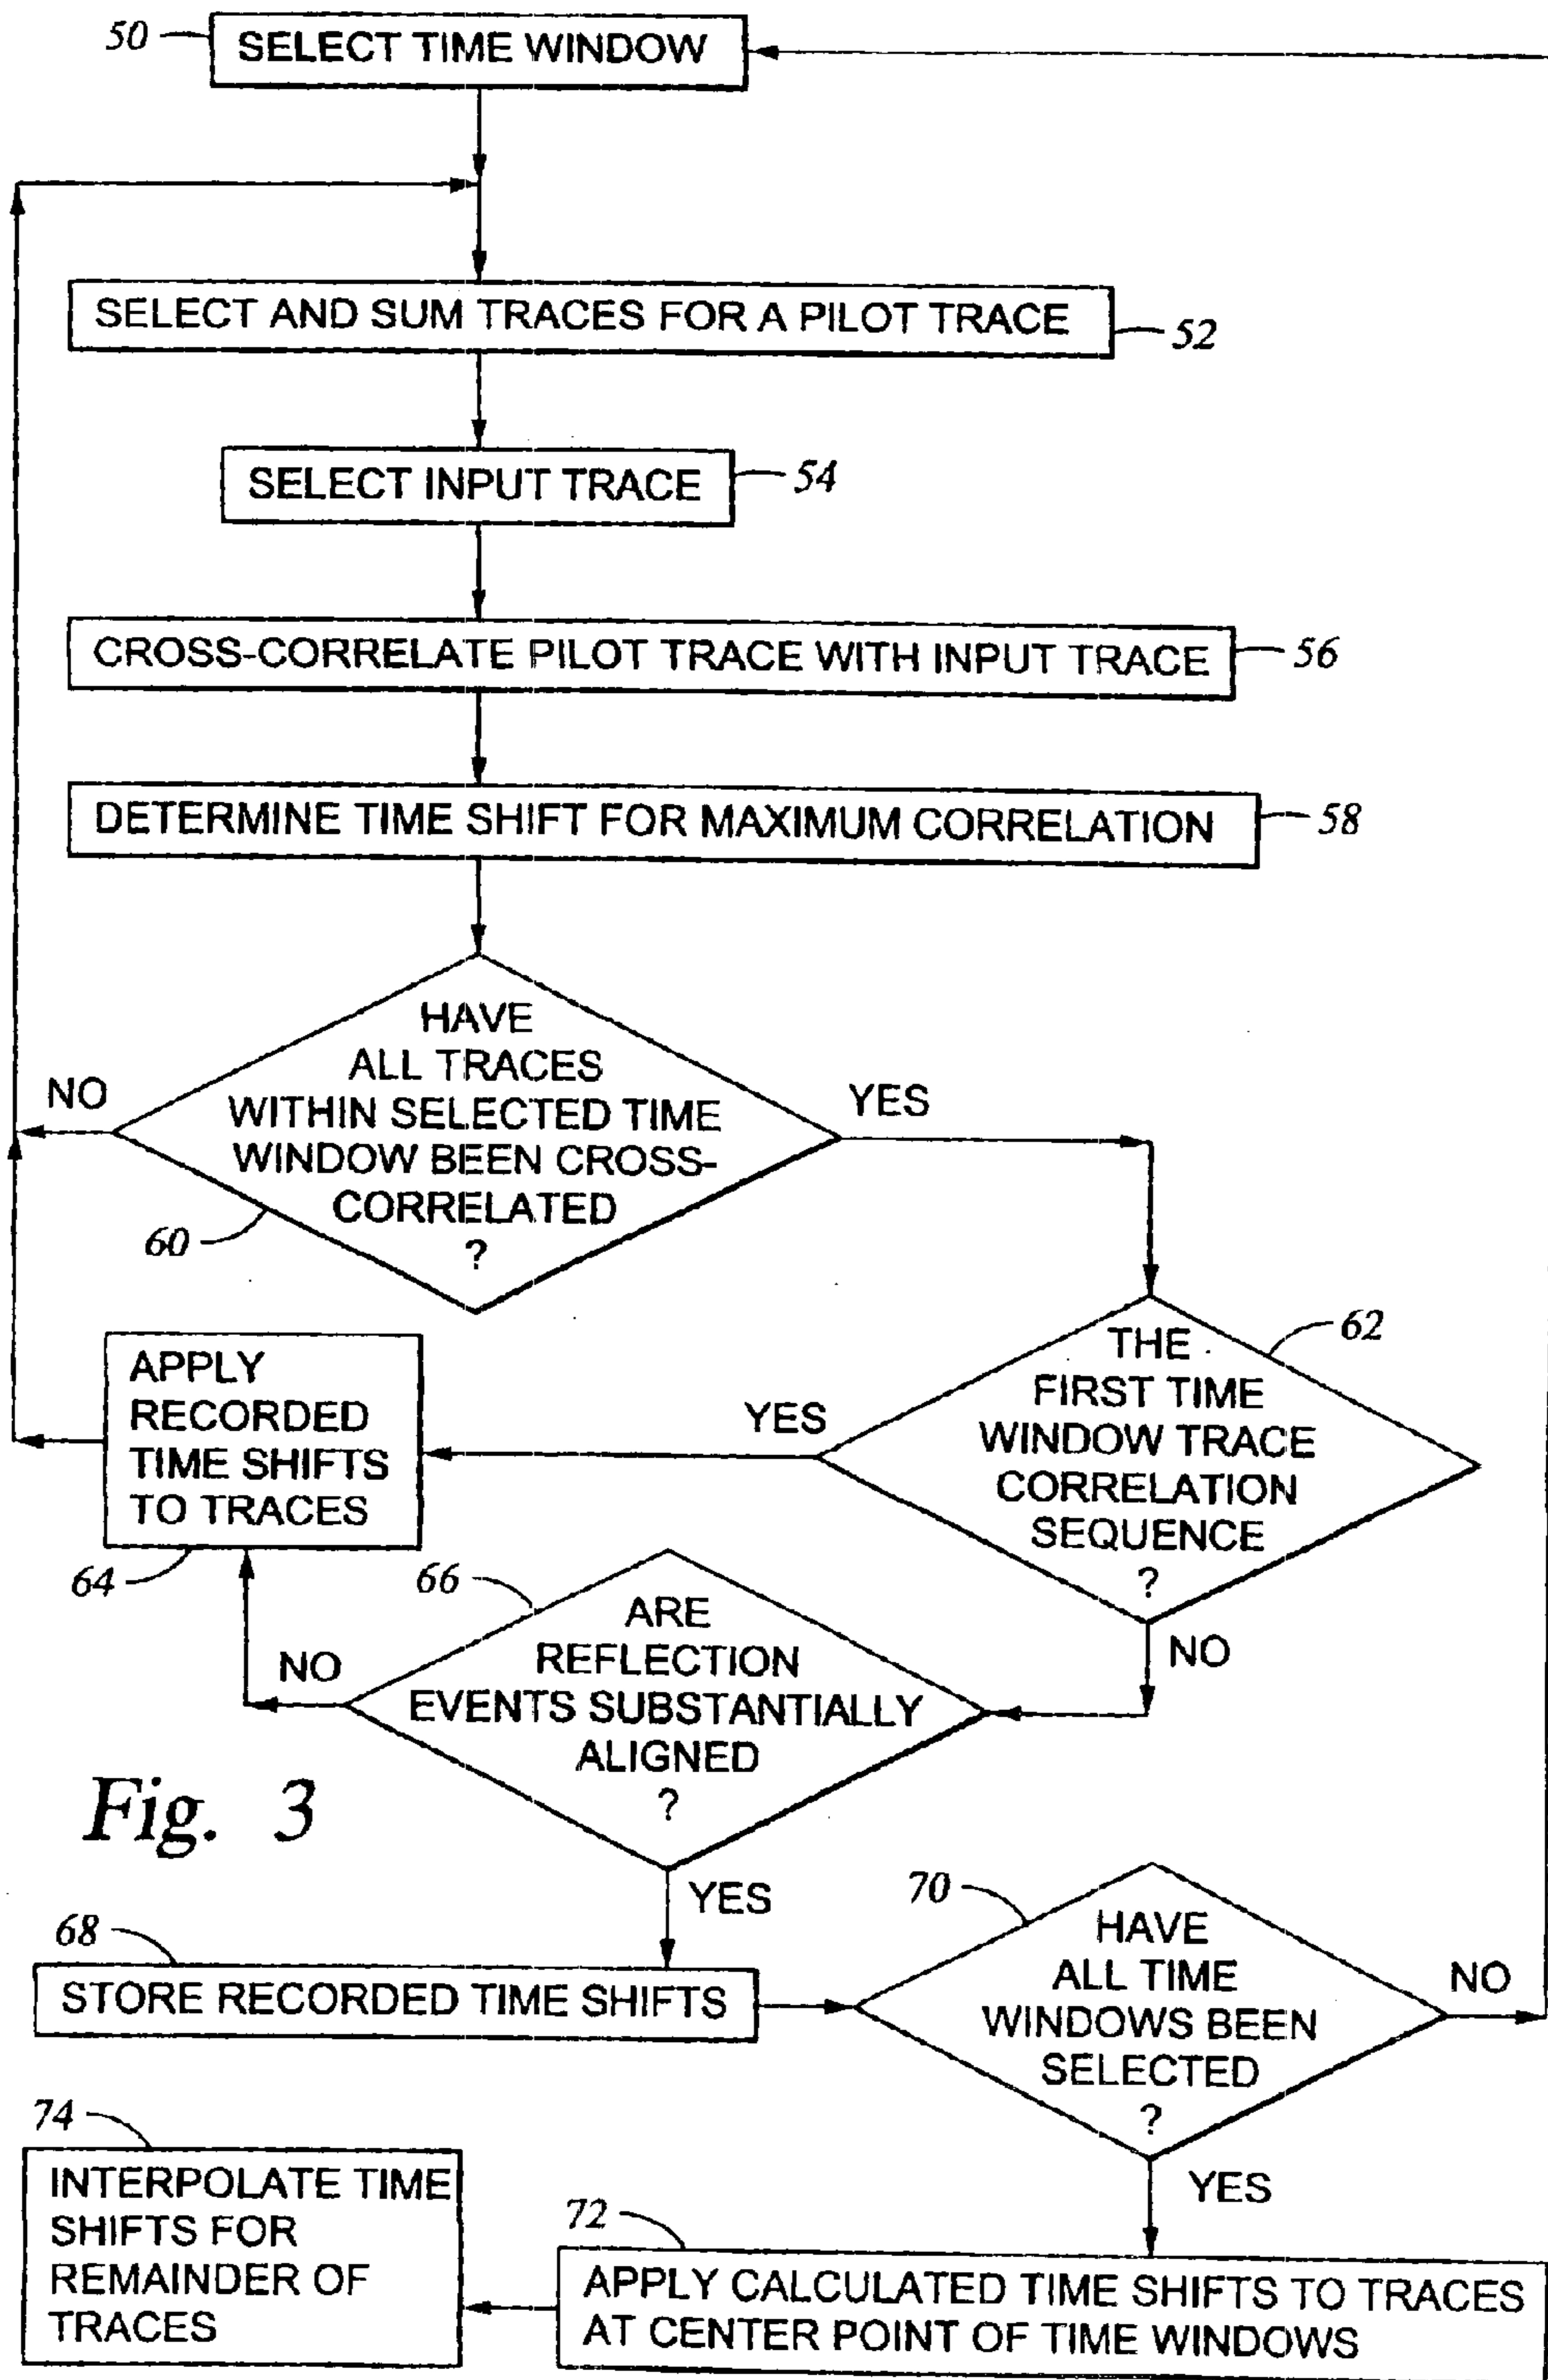 50
SELECT TIME WINDOW
SELECT AND SUM TRACES FOR A PILOT TRACE
52
SELECT INPUT TRACE
54
CROSS-CORRELATE PILOT TRACE WITH INPUT TRACE
56
DETERMINE TIME SHIFT FOR MAXIMUM CORRELATION
58
HAVE
ALL TRACES
WITHIN SELECTED TIME
WINDOW BEEN CROSS-
CORRELATED
?
NO
YES
60
THE
FIRST TIME
WINDOW TRACE
CORRELATION
SEQUENCE
?
62
YES
NO
APPLY
RECORDED
TIME SHIFTS
TO TRACES
64
66
ARE
REFLECTION
EVENTS SUBSTANTIALLY
ALIGNED
?
NO
YES
Fig. 3
68
STORE RECORDED TIME SHIFTS
70
HAVE
ALL TIME
WINDOWS BEEN
SELECTED
?
NO
YES
72
APPLY CALCULATED TIME SHIFTS TO TRACES
AT CENTER POINT OF TIME WINDOWS
74
INTERPOLATE TIME
SHIFTS FOR
REMAINDER OF
TRACES